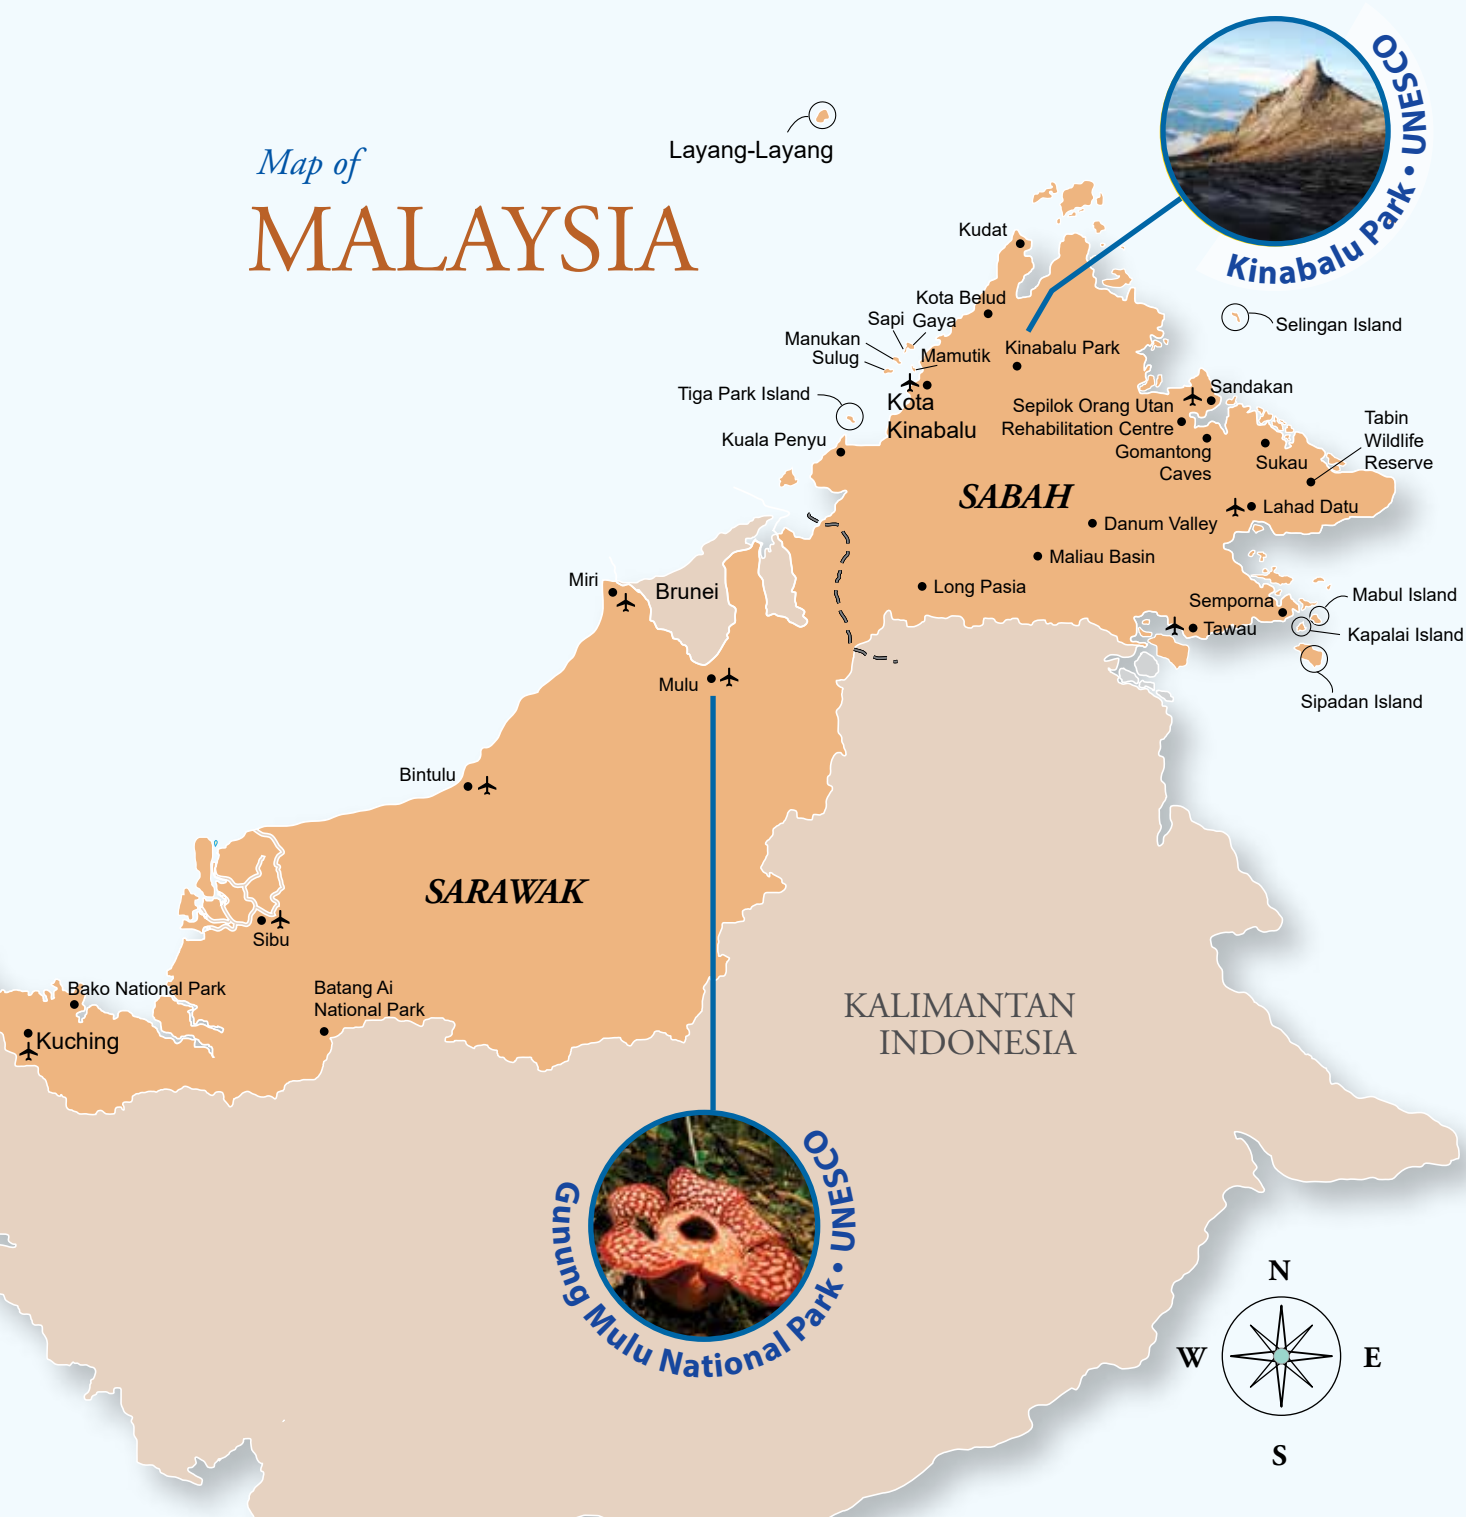 UNESCO
Kinabalu Park •
Layang-Layang
Map of
MALAYSIA
Kudat
Kota Belud
Sapi
Gaya
Selingan Island
Manukan
Sulug
Mamutik
Kinabalu Park
Tiga Park Island
Kota
Kinabalu
Sandakan
Sepilok Orang Utan
Rehabilitation Centre
Gomantong
Caves
Tabin
Wildlife
Reserve
Kuala Penyu
Sukau
SABAH
Lahad Datu
Danum Valley
Maliau Basin
Miri
Brunei
Long Pasia
Semporna
Mabul Island
Tawau
Kapalai Island
Mulu
Sipadan Island
Bintulu
SARAWAK
Sibu
Bako National Park
Batang Ai
National Park
Kuching
KALIMANTAN
INDONESIA
Gunung Mulu National Park • UNESCO
N
W
E
S